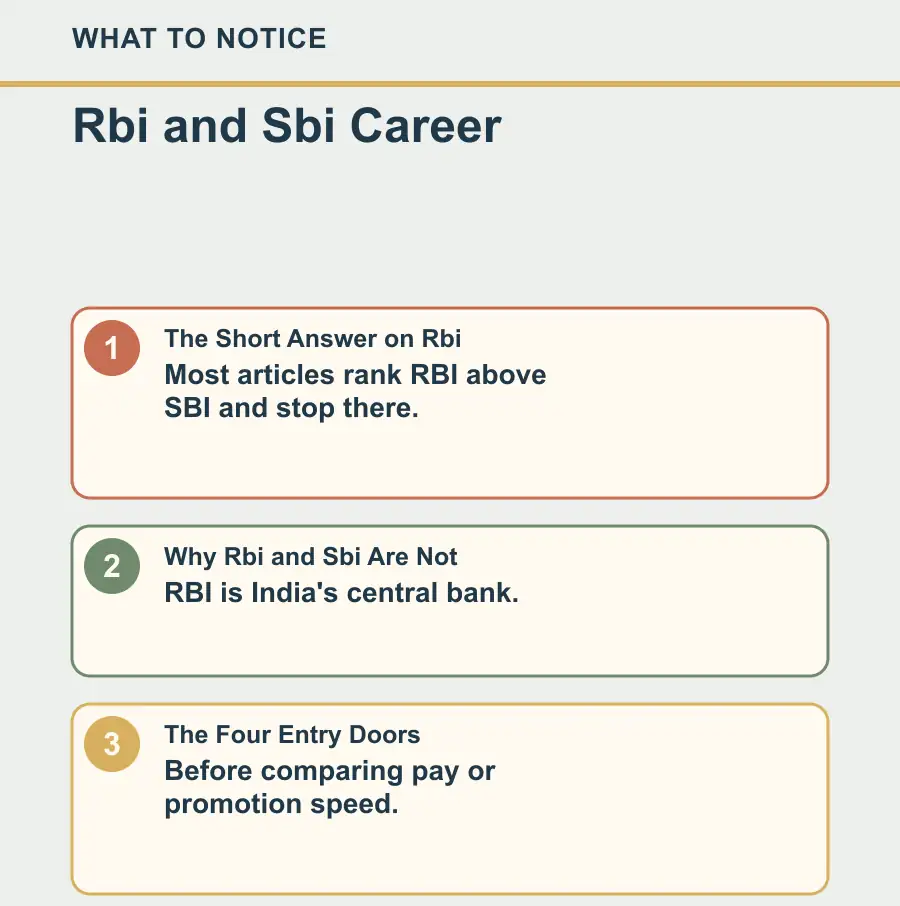 WHAT TO NOTICE
Rbi and Sbi Career
1
The Short Answer on Rbi
Most articles rank RBI above
SBI and stop there.
2
Why Rbi and Sbi Are Not
RBI is India's central bank.
3
The Four Entry Doors
Before comparing pay or
promotion speed.